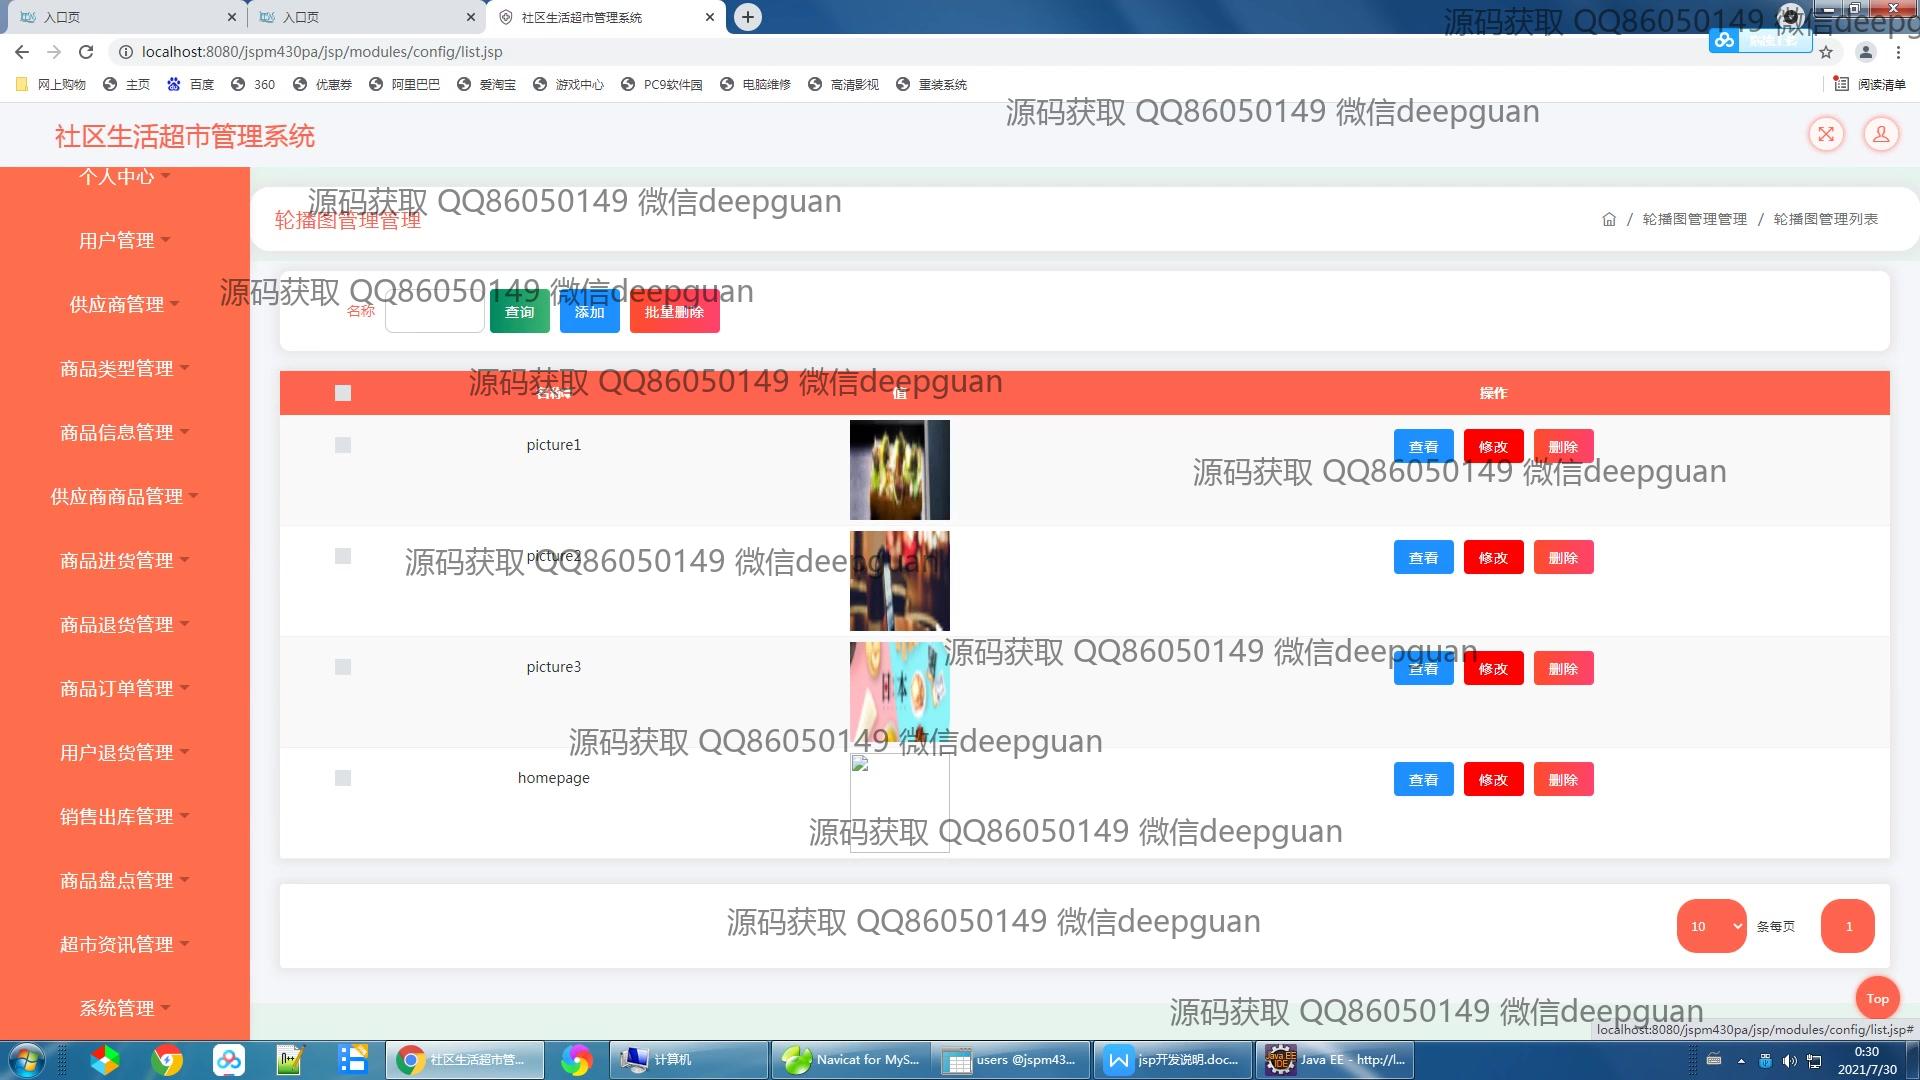 入口页
入口页
社区生活超市管理系统
源码获取 QQ86050149 微信deepguan
localhost:8080/jspm430pa/jsp/modules/config/list.jsp
网上购物 主页 百度 360 优惠券 阿里巴巴 爱淘宝 游戏中心 PC9软件园 电脑维修 高清影视 重装系统 阅读清单
源码获取 QQ86050149 微信deepguan
社区生活超市管理系统
个人中心
用户管理
供应商管理
商品类型管理
商品信息管理
供应商商品管理
商品进货管理
商品退货管理
商品订单管理
用户退货管理
销售出库管理
商品盘点管理
超市资讯管理
系统管理
源码获取 QQ86050149 微信deepguan
轮播图管理管理
/ 轮播图管理管理 / 轮播图管理列表
源码获取 QQ86050149 微信deepguan
名称 查询 添加 批量删除
源码获取 QQ86050149 微信deepguan
名称 值 操作
picture1 查看 修改 删除
源码获取 QQ86050149 微信deepguan
picture2 查看 修改 删除
源码获取 QQ86050149 微信deepguan
日本
源码获取 QQ86050149 微信deepguan
picture3 查看 修改 删除
源码获取 QQ86050149 微信deepguan
homepage 查看 修改 删除
源码获取 QQ86050149 微信deepguan
源码获取 QQ86050149 微信deepguan
10 条每页 1
Top
源码获取 QQ86050149 微信deepguan
localhost:8080/jspm430pa/jsp/modules/config/list.jsp#
社区生活超市管... 计算机 Navicat for MyS... users @jspm43... jsp开发说明.doc... Java EE - http://l...
0:30
2021/7/30